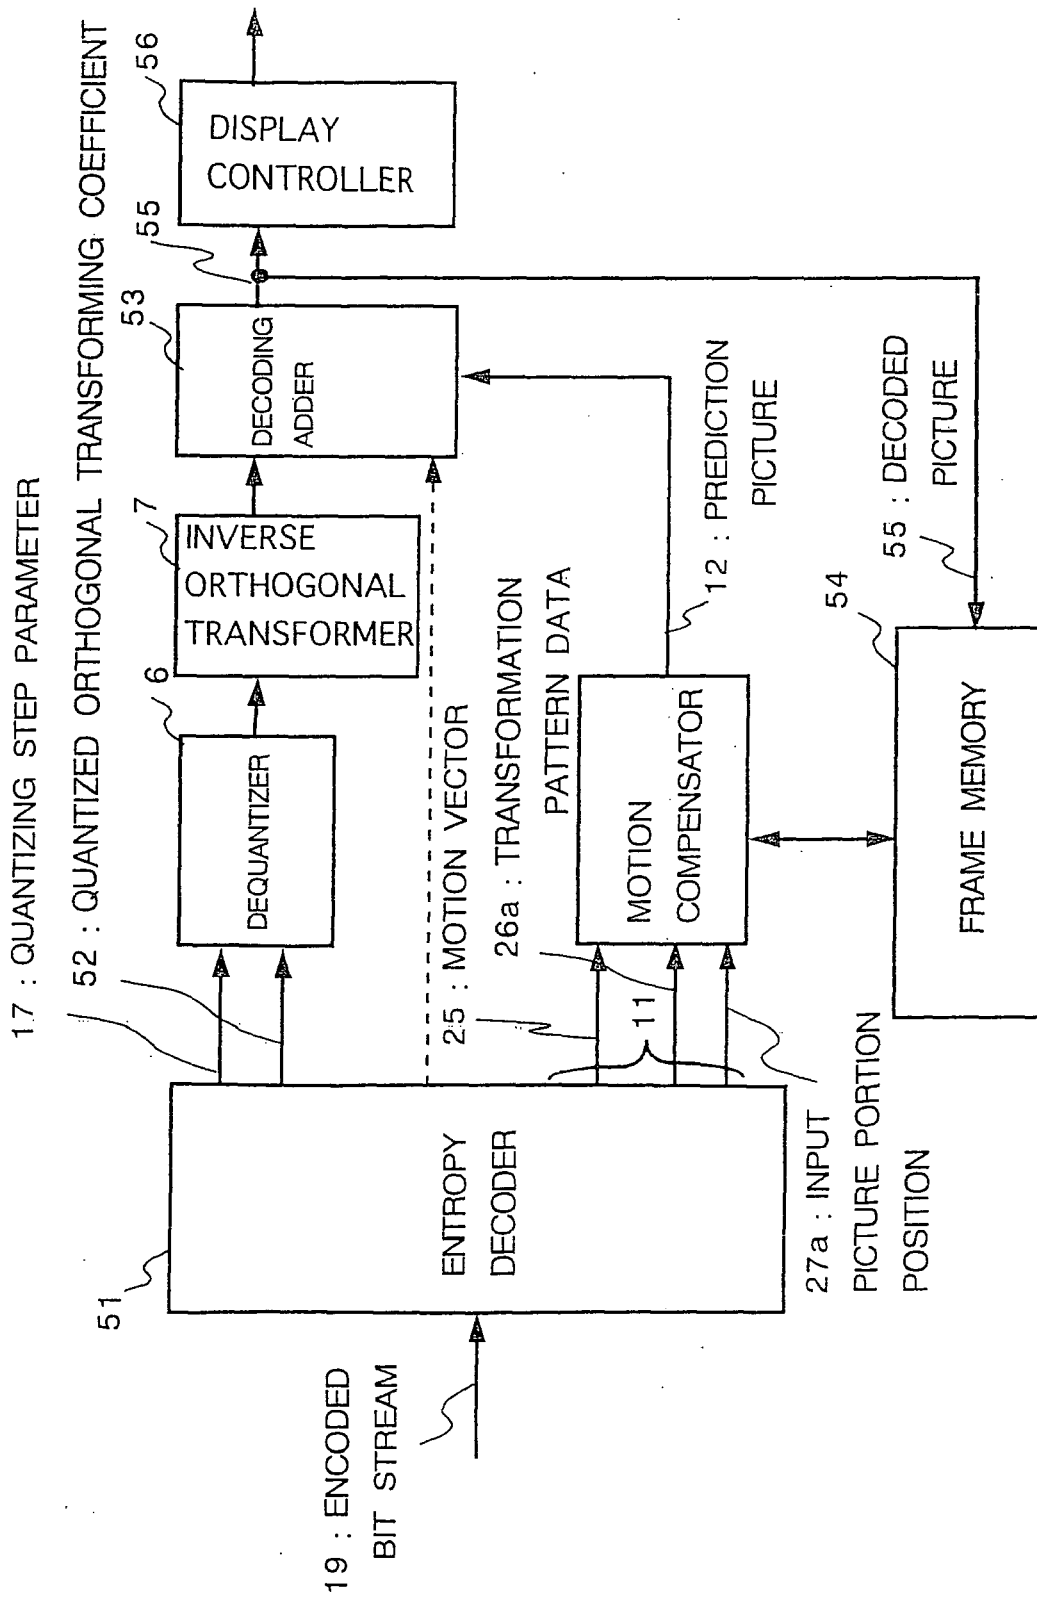 17 : QUANTIZING STEP PARAMETER
52 : QUANTIZED ORTHOGONAL TRANSFORMING COEFFICIENT
51
ENTROPY
DECODER
19 : ENCODED
BIT STREAM
6
DEQUANTIZER
7
INVERSE
ORTHOGONAL
TRANSFORMER
53
DECODING
ADDER
55
56
DISPLAY
CONTROLLER
25 : MOTION VECTOR
26a : TRANSFORMATION
PATTERN DATA
11
MOTION
COMPENSATOR
12 : PREDICTION
PICTURE
27a : INPUT
PICTURE PORTION
POSITION
55 : DECODED
PICTURE
54
FRAME MEMORY